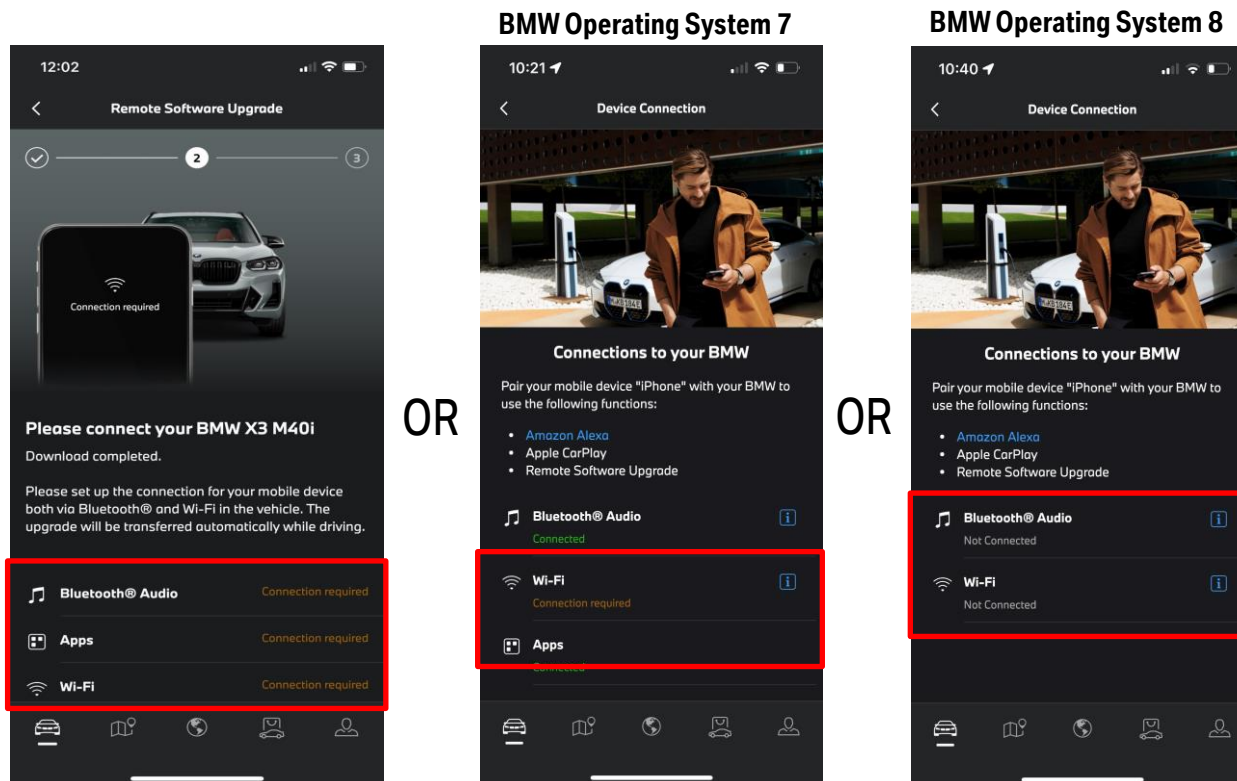 BMW Operating System 7
BMW Operating System 8
12:02
Remote Software Upgrade
2
3
Connection required
Please connect your BMW X3 M40i
Download completed.
Please set up the connection for your mobile device
both via Bluetooth® and Wi-Fi in the vehicle. The
upgrade will be transferred automatically while driving.
Bluetooth® Audio Connection required
Apps Connection required
Wi-Fi Connection required
OR
10:21
Device Connection
Connections to your BMW
Pair your mobile device "iPhone" with your BMW to
use the following functions:
• Amazon Alexa
• Apple CarPlay
• Remote Software Upgrade
Bluetooth® Audio
Connected
Wi-Fi
Connection required
Apps
Connected
OR
10:40
Device Connection
Connections to your BMW
Pair your mobile device "iPhone" with your BMW to
use the following functions:
• Amazon Alexa
• Apple CarPlay
• Remote Software Upgrade
Bluetooth® Audio
Not Connected
Wi-Fi
Not Connected